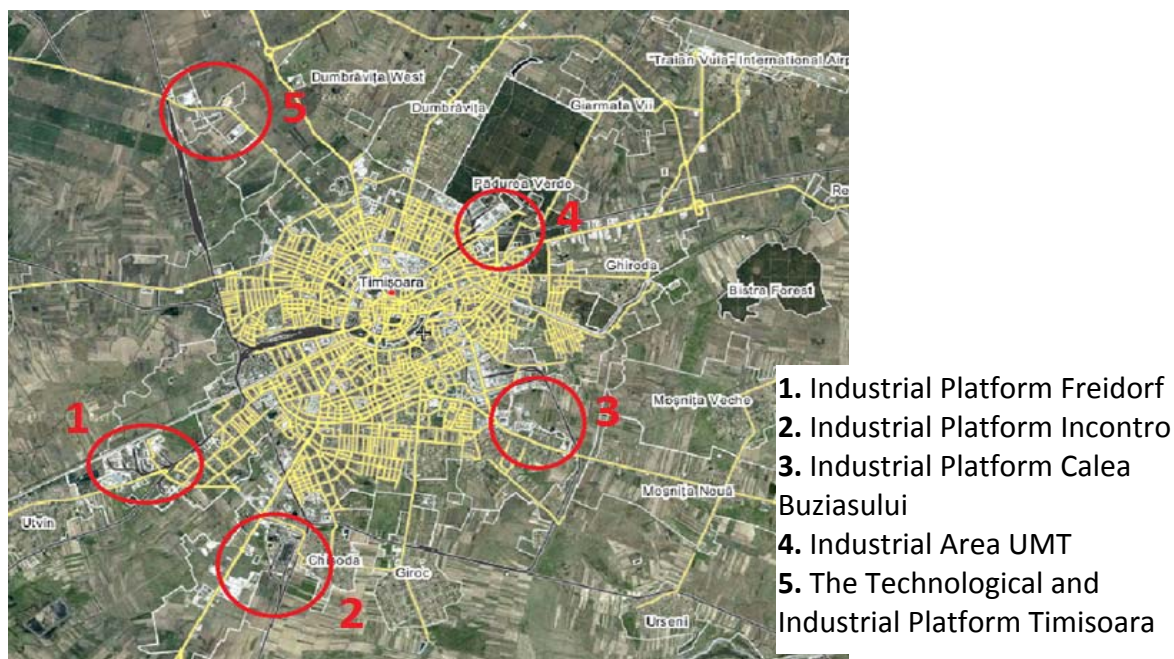 Dumbrăvița West
"Traian Vuia" International Airp
Dumbrăvița
Giarmata Vii
5
Pădurea Verde
Re
4
Ghiroda
Timișoara
Bistra Forest
1
3
Moșnița Veche
Moșnița Nouă
Utvin
Chișoda
Giroc
2
Urseni
1. Industrial Platform Freidorf
2. Industrial Platform Incontro
3. Industrial Platform Calea
Buziasului
4. Industrial Area UMT
5. The Technological and
Industrial Platform Timisoara